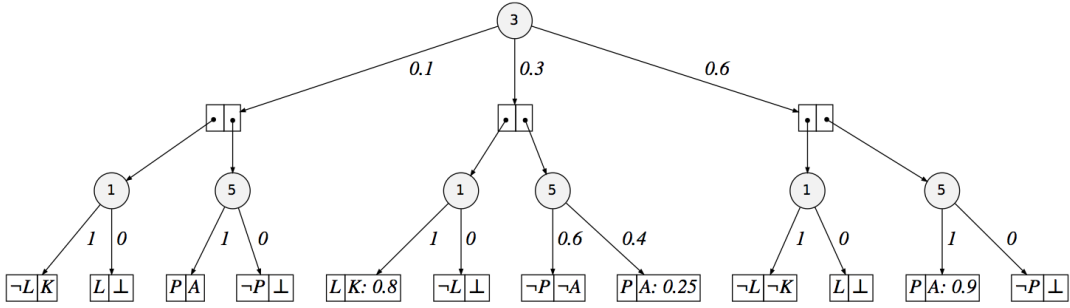 3
0.1 0.3 0.6
1 5 1 5 1 5
1 0 1 0 1 0 0.6 0.4 1 0 1 0
¬L K L ⊥ P A ¬P ⊥ L K: 0.8 ¬L ⊥ ¬P ¬A P A: 0.25 ¬L ¬K L ⊥ P A: 0.9 ¬P ⊥